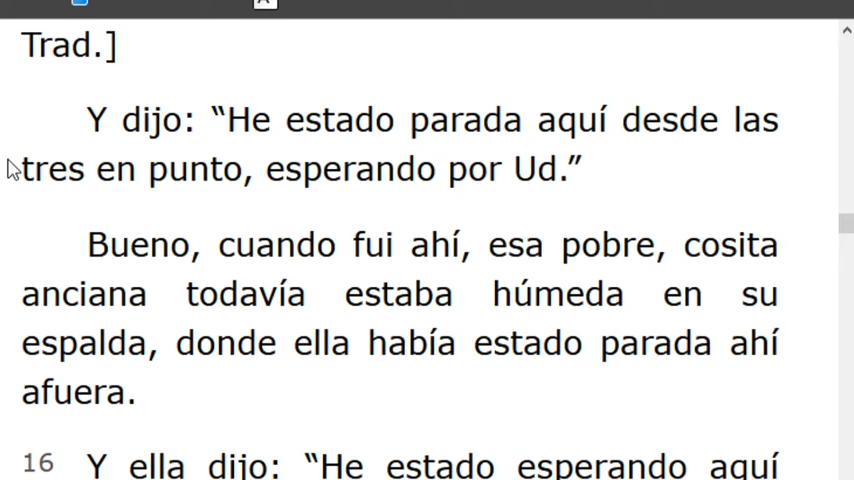 Trad.]
Y dijo: “He estado parada aquí desde las
tres en punto, esperando por Ud.”
Bueno, cuando fui ahí, esa pobre, cosita
anciana todavía estaba húmeda en su
espalda, donde ella había estado parada ahí
afuera.
16 Y ella dijo: “He estado esperando aquí